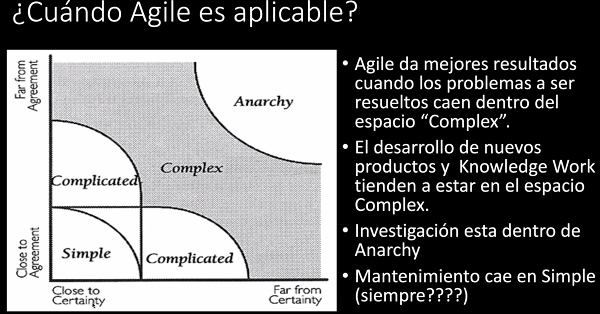 ¿Cuándo Agile es aplicable?
Far from
Agreement
Anarchy
Complex
Complicated
Simple
Complicated
Close to
Agreement
Close to
Certainty
Far from
Certainty
• Agile da mejores resultados
cuando los problemas a ser
resueltos caen dentro del
espacio “Complex”.
• El desarrollo de nuevos
productos y Knowledge Work
tienden a estar en el espacio
Complex.
• Investigación esta dentro de
Anarchy
• Mantenimiento cae en Simple
(siempre????)